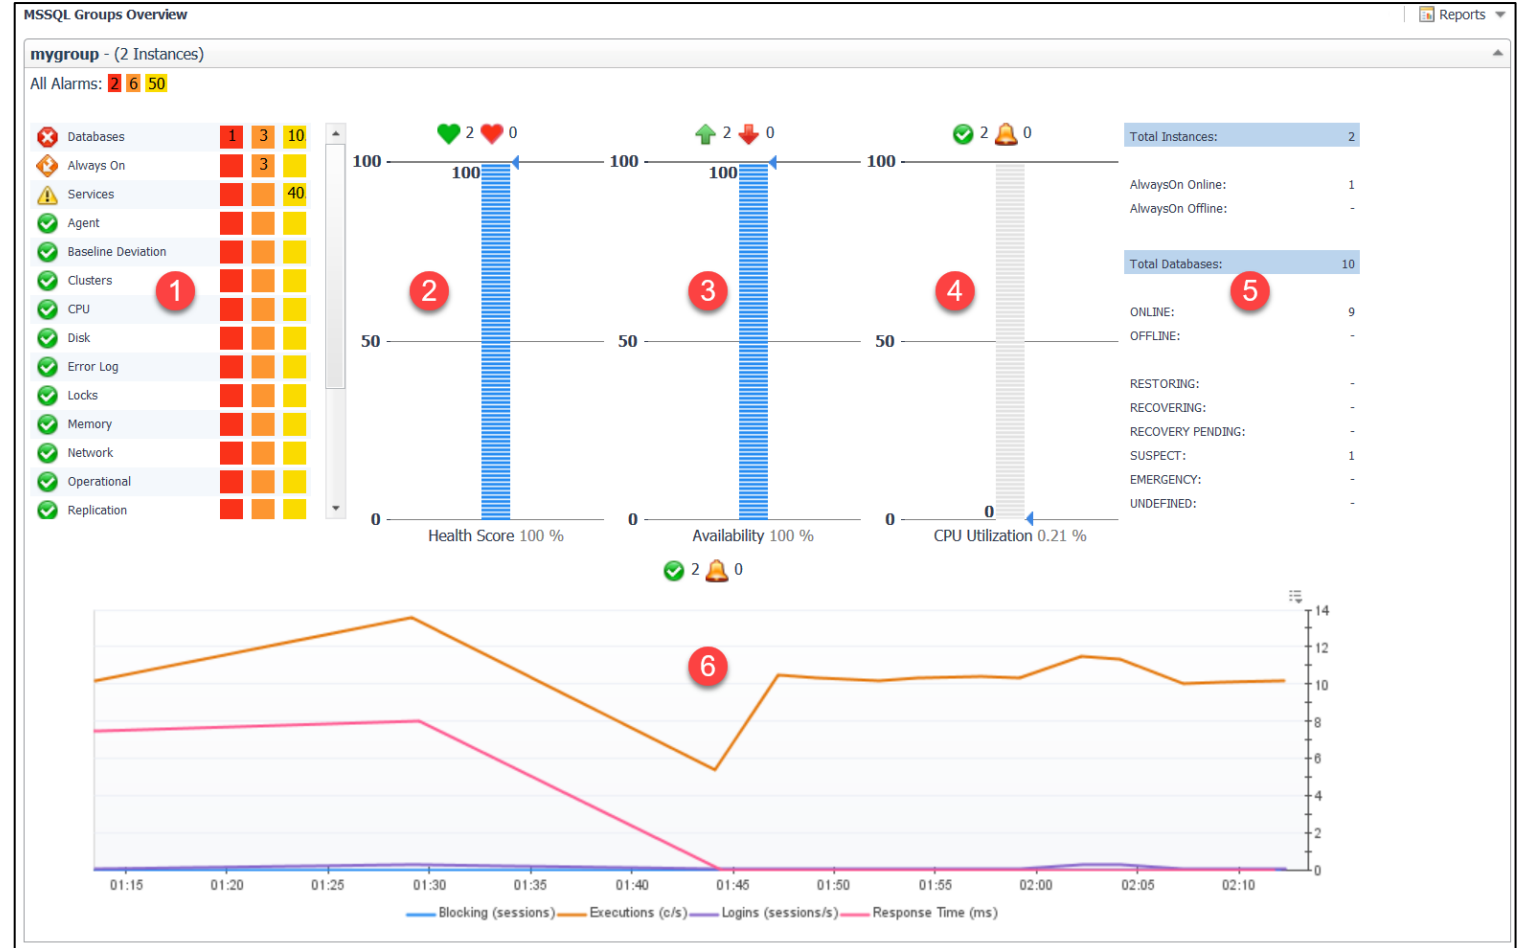 MSSQL Groups Overview
Reports
mygroup - (2 Instances)
All Alarms: 2 6 50
Databases 1 3 10
Always On 3
Services 40
Agent
Baseline Deviation
Clusters
CPU
Disk
Error Log
Locks
Memory
Network
Operational
Replication
1
2 0
100
100
50
0
2
Health Score 100 %
2 0
100
100
50
0
3
Availability 100 %
2 0
100
50
0
0
4
CPU Utilization 0.21 %
Total Instances: 2
AlwaysOn Online: 1
AlwaysOn Offline: -
Total Databases: 10
5
ONLINE: 9
OFFLINE: -
RESTORING: -
RECOVERING: -
RECOVERY PENDING: -
SUSPECT: 1
EMERGENCY: -
UNDEFINED: -
2 0
6
14
12
10
8
6
4
2
0
01:15 01:20 01:25 01:30 01:35 01:40 01:45 01:50 01:55 02:00 02:05 02:10
Blocking (sessions) Executions (c/s) Logins (sessions/s) Response Time (ms)